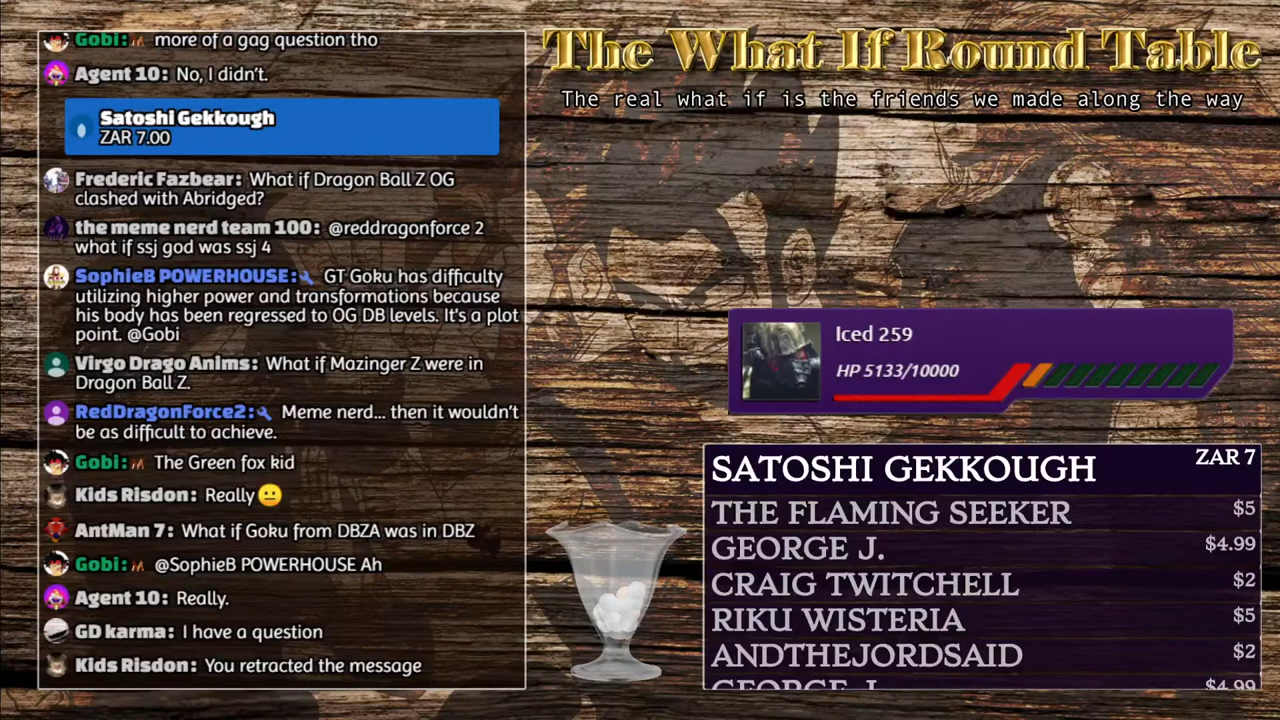 Gobi: more of a gag question tho
Agent 10: No, I didn't.
Satoshi Gekkough
ZAR 7.00
Frederic Fazbear: What if Dragon Ball Z OG
clashed with Abridged?
the meme nerd team 100: @reddragonforce 2
what if ssj god was ssj 4
SophieB POWERHOUSE: GT Goku has difficulty
utilizing higher power and transformations because
his body has been regressed to OG DB levels. It's a plot
point. @Gobi
Virgo Drago Anims: What if Mazinger Z were in
Dragon Ball Z.
RedDragonForce2: Meme nerd... then it wouldn't
be as difficult to achieve.
Gobi: The Green fox kid
Kids Risdon: Really😐
AntMan 7: What if Goku from DBZA was in DBZ
Gobi: @SophieB POWERHOUSE Ah
Agent 10: Really.
GD karma: I have a question
Kids Risdon: You retracted the message
The What If Round Table
The real what if is the friends we made along the way
Iced 259
HP 5133/10000
SATOSHI GEKKOUGH ZAR 7
THE FLAMING SEEKER $5
GEORGE J. $4.99
CRAIG TWITCHELL $2
RIKU WISTERIA $5
ANDTHEJORDSAID $2
GEORGE J. $4.99